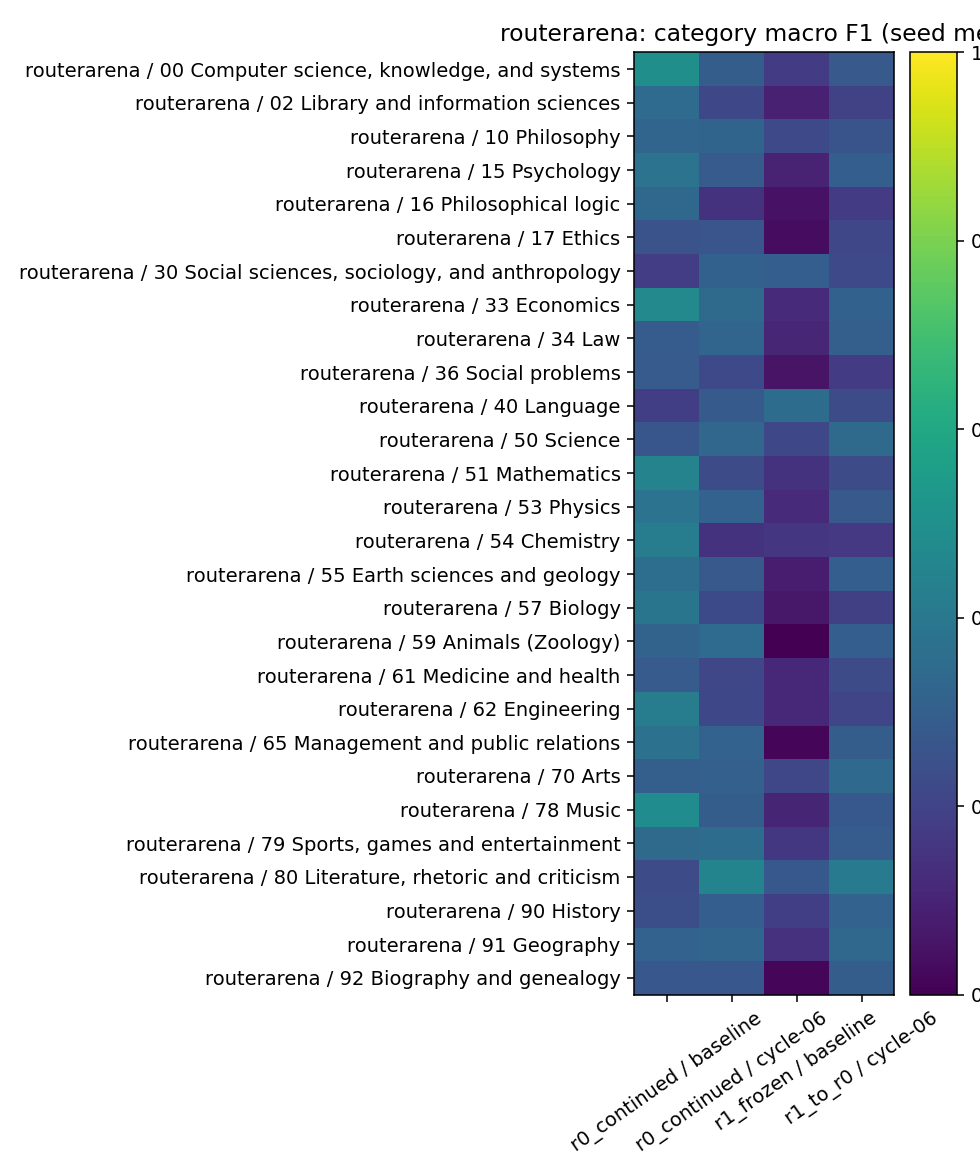 routerarena: category macro F1 (seed me
routerarena / 00 Computer science, knowledge, and systems
routerarena / 02 Library and information sciences
routerarena / 10 Philosophy
routerarena / 15 Psychology
routerarena / 16 Philosophical logic
routerarena / 17 Ethics
routerarena / 30 Social sciences, sociology, and anthropology
routerarena / 33 Economics
routerarena / 34 Law
routerarena / 36 Social problems
routerarena / 40 Language
routerarena / 50 Science
routerarena / 51 Mathematics
routerarena / 53 Physics
routerarena / 54 Chemistry
routerarena / 55 Earth sciences and geology
routerarena / 57 Biology
routerarena / 59 Animals (Zoology)
routerarena / 61 Medicine and health
routerarena / 62 Engineering
routerarena / 65 Management and public relations
routerarena / 70 Arts
routerarena / 78 Music
routerarena / 79 Sports, games and entertainment
routerarena / 80 Literature, rhetoric and criticism
routerarena / 90 History
routerarena / 91 Geography
routerarena / 92 Biography and genealogy
r0_continued / baseline
r0_continued / cycle-06
r1_frozen / baseline
r1_to_r0 / cycle-06